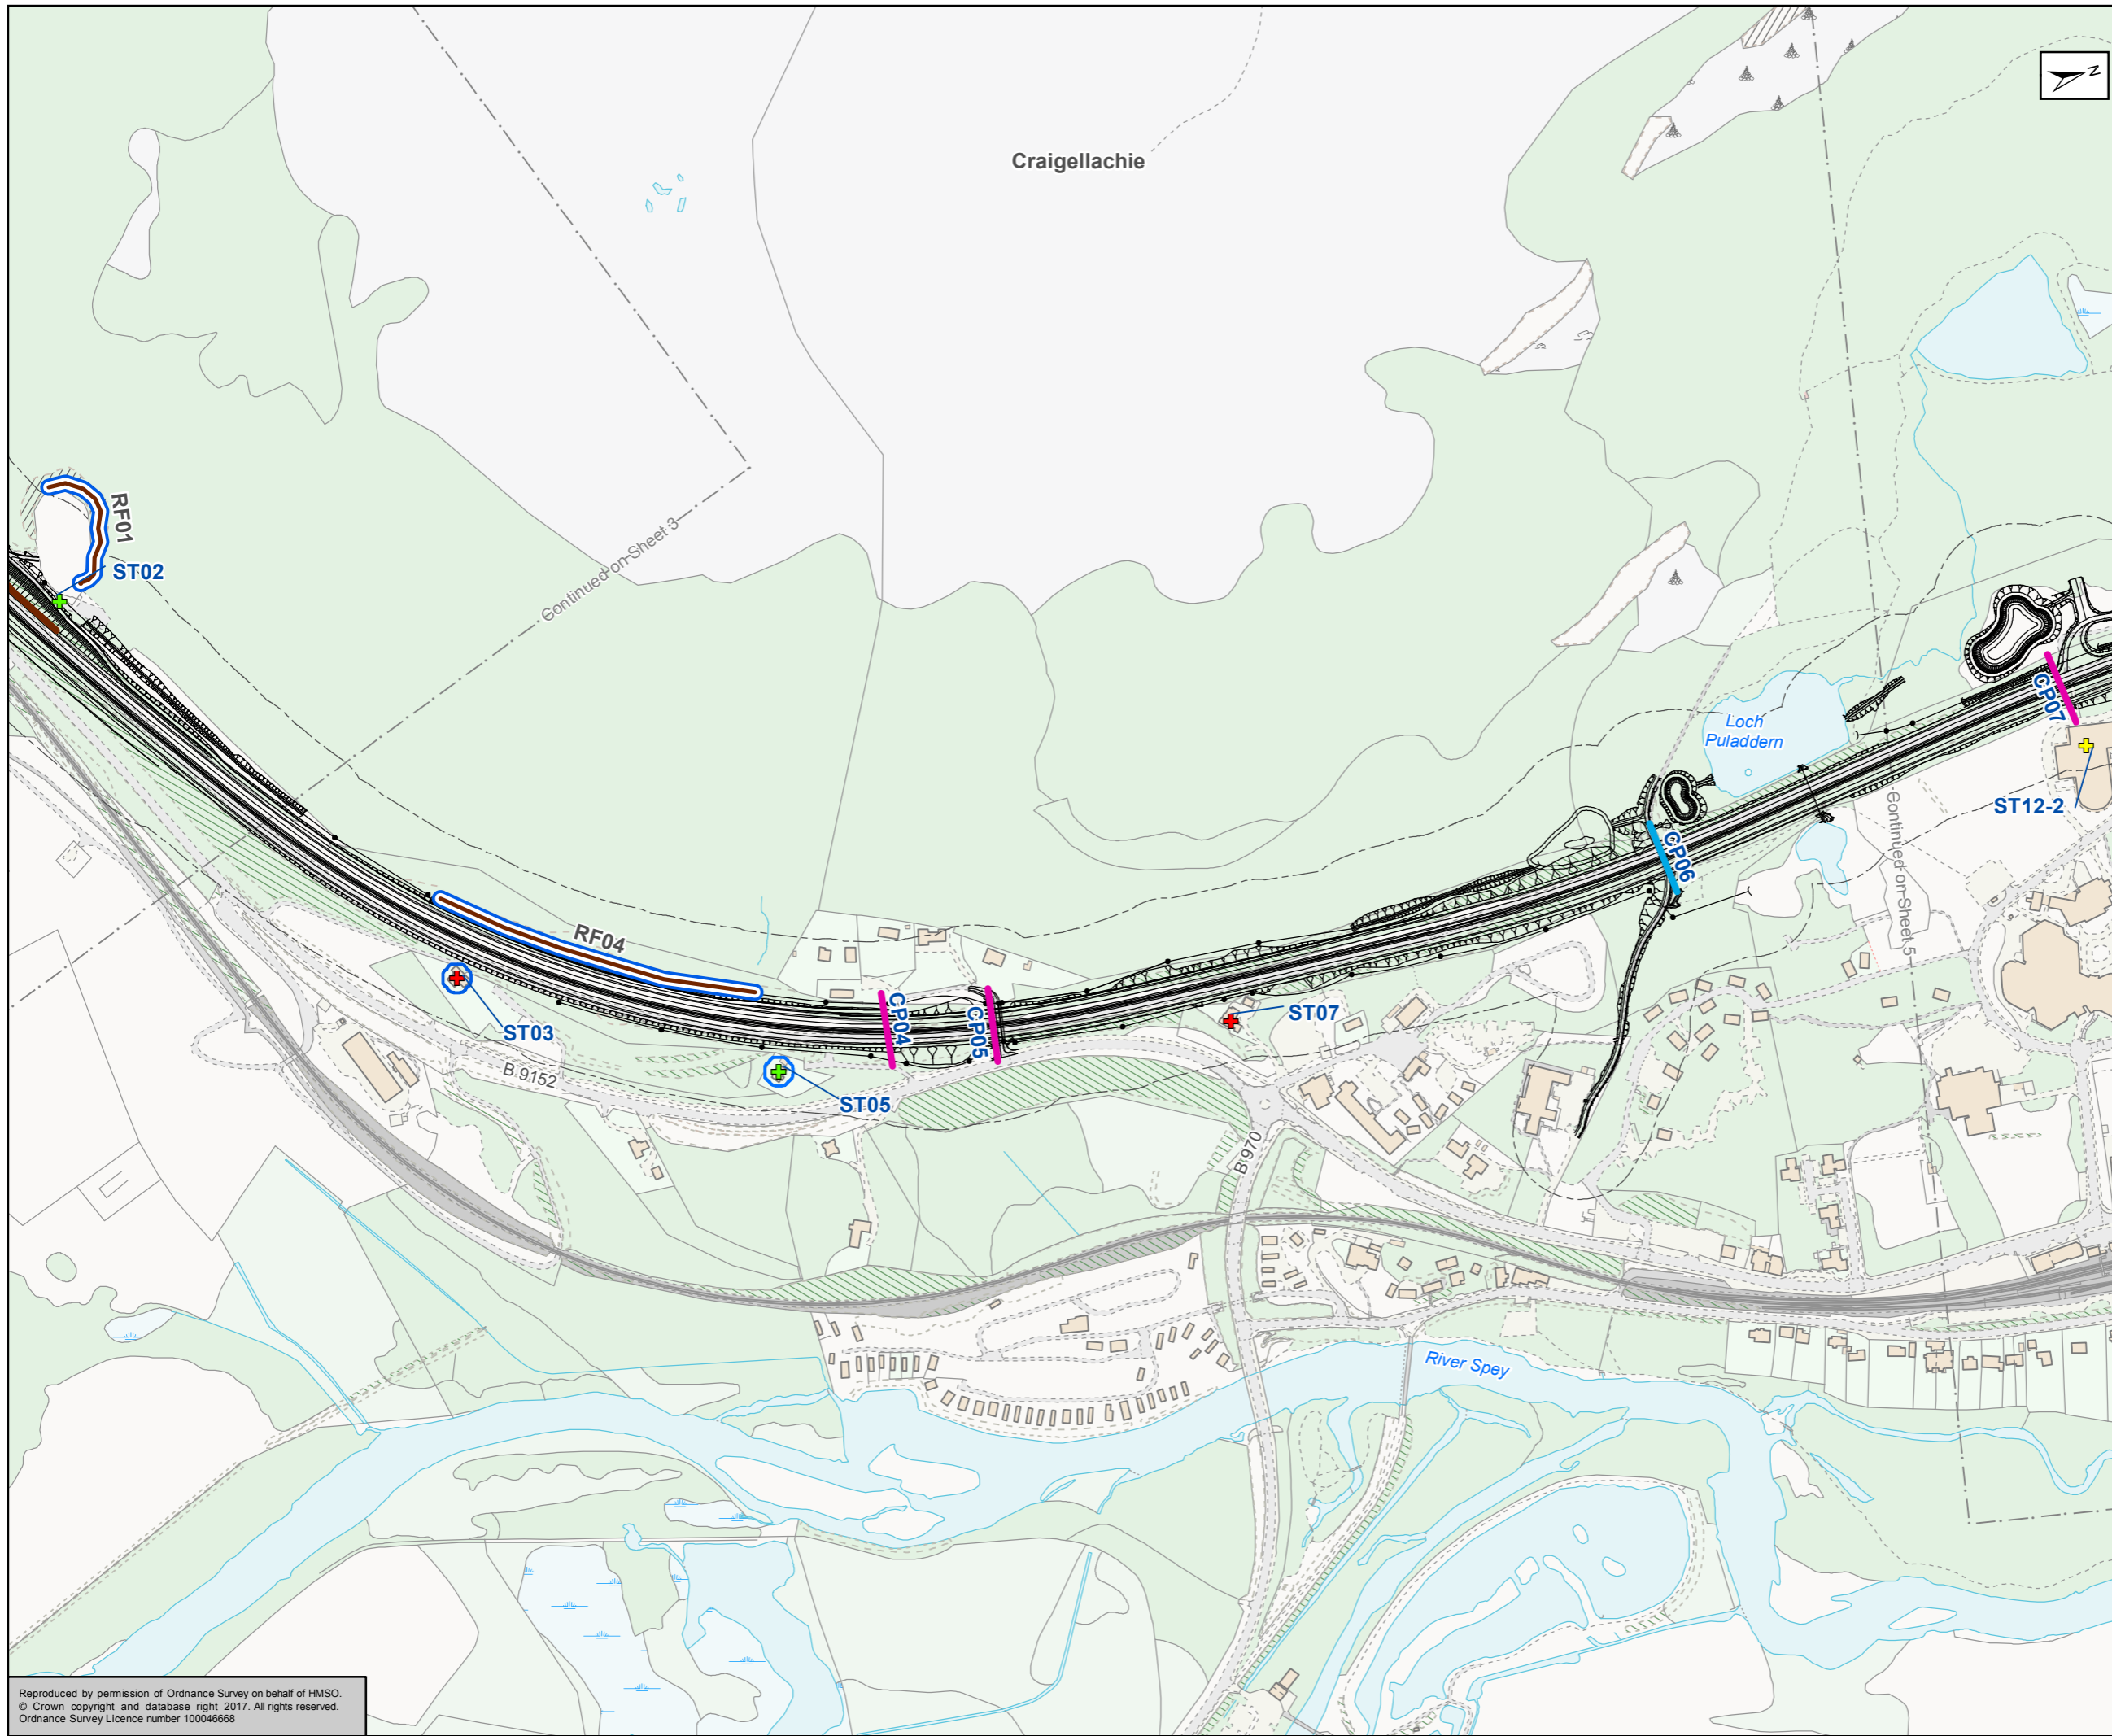 Craigellachie
N
RF01
ST02
Continued on Sheet 3
CP07
Loch
Puladdern
ST12-2
CP06
Continued on Sheet 5
RF04
CP04
CP05
ST03
ST07
B 9152
ST05
B 970
River Spey
Reproduced by permission of Ordnance Survey on behalf of HMSO.
© Crown copyright and database right 2017. All rights reserved.
Ordnance Survey Licence number 100046668